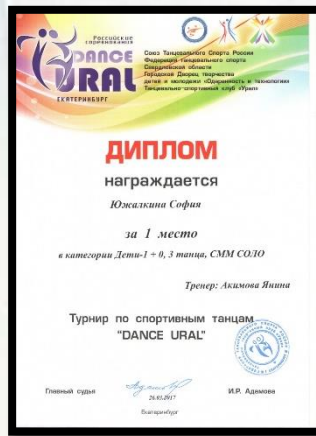 Российские
соревнования
DANCE
URAL
ЕКАТЕРИНБУРГ
Союз Танцевального Спорта России
Федерация танцевального спорта
Свердловской области
Городской Дворец творчества
детей и молодежи «Одаренность и технологии»
Танцевально-спортивный клуб «Урал»
ДИПЛОМ
награждается
Южалкина София
за 1 место
в категории Дети-1 + 0, 3 танца, СММ СОЛО
Тренер: Акимова Янина
Турнир по спортивным танцам
"DANCE URAL"
Главный судья
И.Р. Адамова
26.03.2017
Екатеринбург